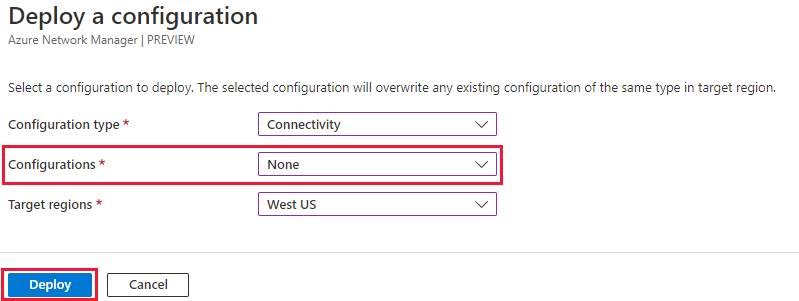 Deploy a configuration
Azure Network Manager | PREVIEW
Select a configuration to deploy. The selected configuration will overwrite any existing configuration of the same type in target region.
Configuration type * Connectivity
Configurations * None
Target regions * West US
Deploy Cancel